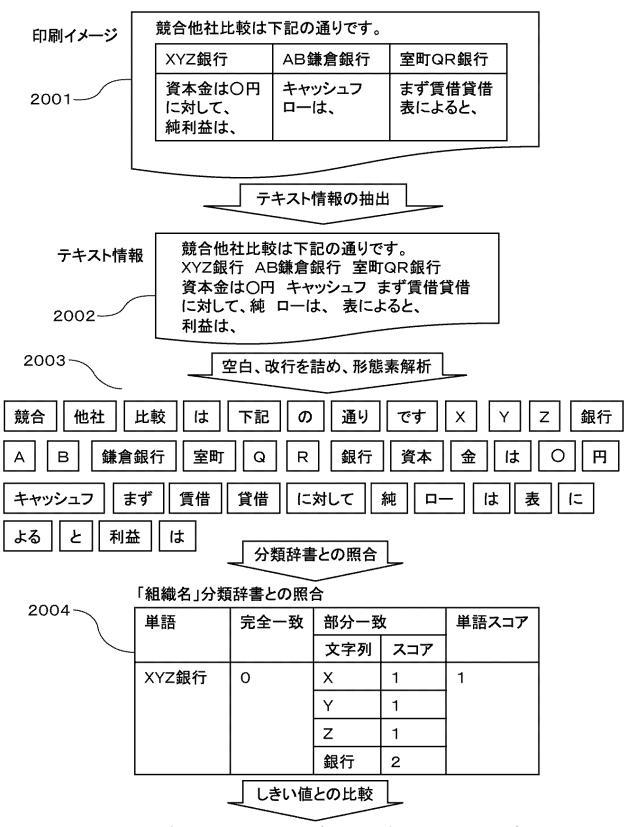 印刷イメージ
競合他社比較は下記の通りです。
XYZ銀行 AB鎌倉銀行 室町QR銀行
資本金は〇円 キャッシュフ まず賃借貸借
に対して、 ローは、 表によると、
純利益は、
2001
テキスト情報の抽出
テキスト情報
競合他社比較は下記の通りです。
XYZ銀行 AB鎌倉銀行 室町QR銀行
資本金は〇円 キャッシュフ まず賃借貸借
に対して、純 ローは、 表によると、
利益は、
2002
空白、改行を詰め、形態素解析
2003
競合 他社 比較 は 下記 の 通り です X Y Z 銀行
A B 鎌倉銀行 室町 Q R 銀行 資本 金 は 〇 円
キャッシュフ まず 賃借 貸借 に対して 純 ロー は 表 に
よる と 利益 は
分類辞書との照合
「組織名」分類辞書との照合
2004
単語 完全一致 部分一致 単語スコア
文字列 スコア
XYZ銀行 0 X 1 1
Y 1
Z 1
銀行 2
しきい値との比較